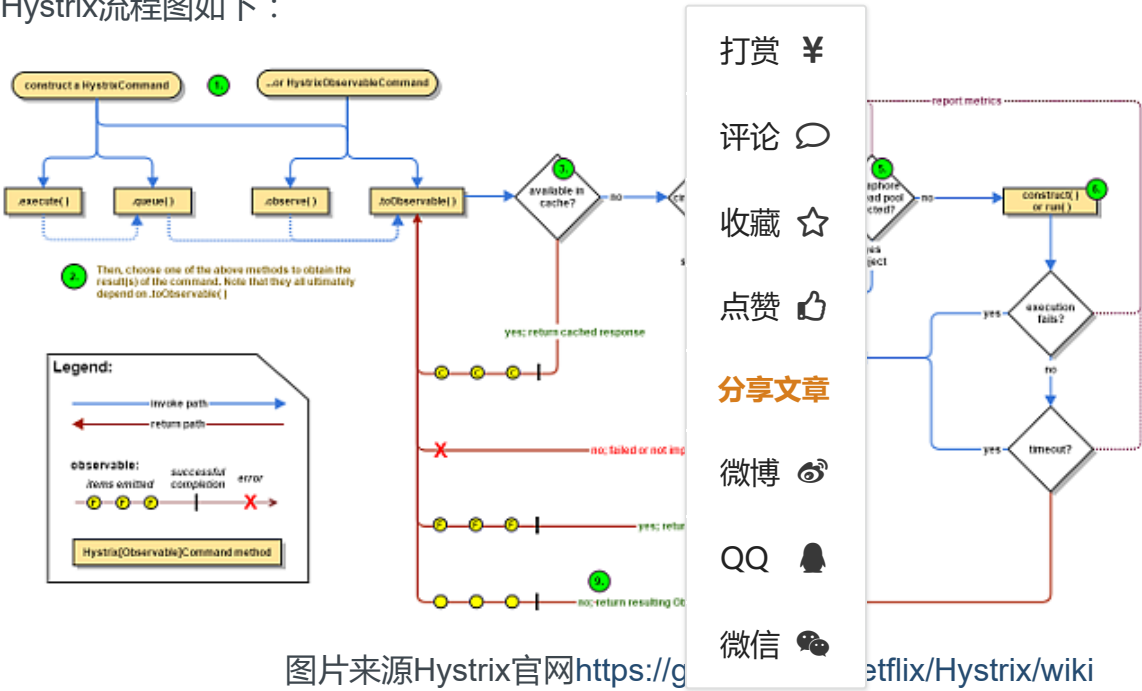 Hystrix流程图如下：
construct a HystrixCommand
1.
...or HystrixObservableCommand
.execute()
.queue()
.observe()
.toObservable()
3.
available in
cache?
no
2.
Then, choose one of the above methods to obtain the
result(s) of the command. Note that they all ultimately
depend on .toObservable()
yes; return cached response
C C C
Legend:
invoke path
return path
observable:
items emitted
successful
completion
error
X
Hystrix[Observable]Command method
X
no; failed or not imp
F F F
yes; retur
9.
no; return resulting Ob
打赏 ¥
评论
收藏
点赞
分享文章
微博
QQ
微信
report metrics
5.
aphore
ad pool
cted?
no
construct()
or run()
6.
yes
execution
fails?
no
yes
timeout?
图片来源Hystrix官网https://g etflix/Hystrix/wiki